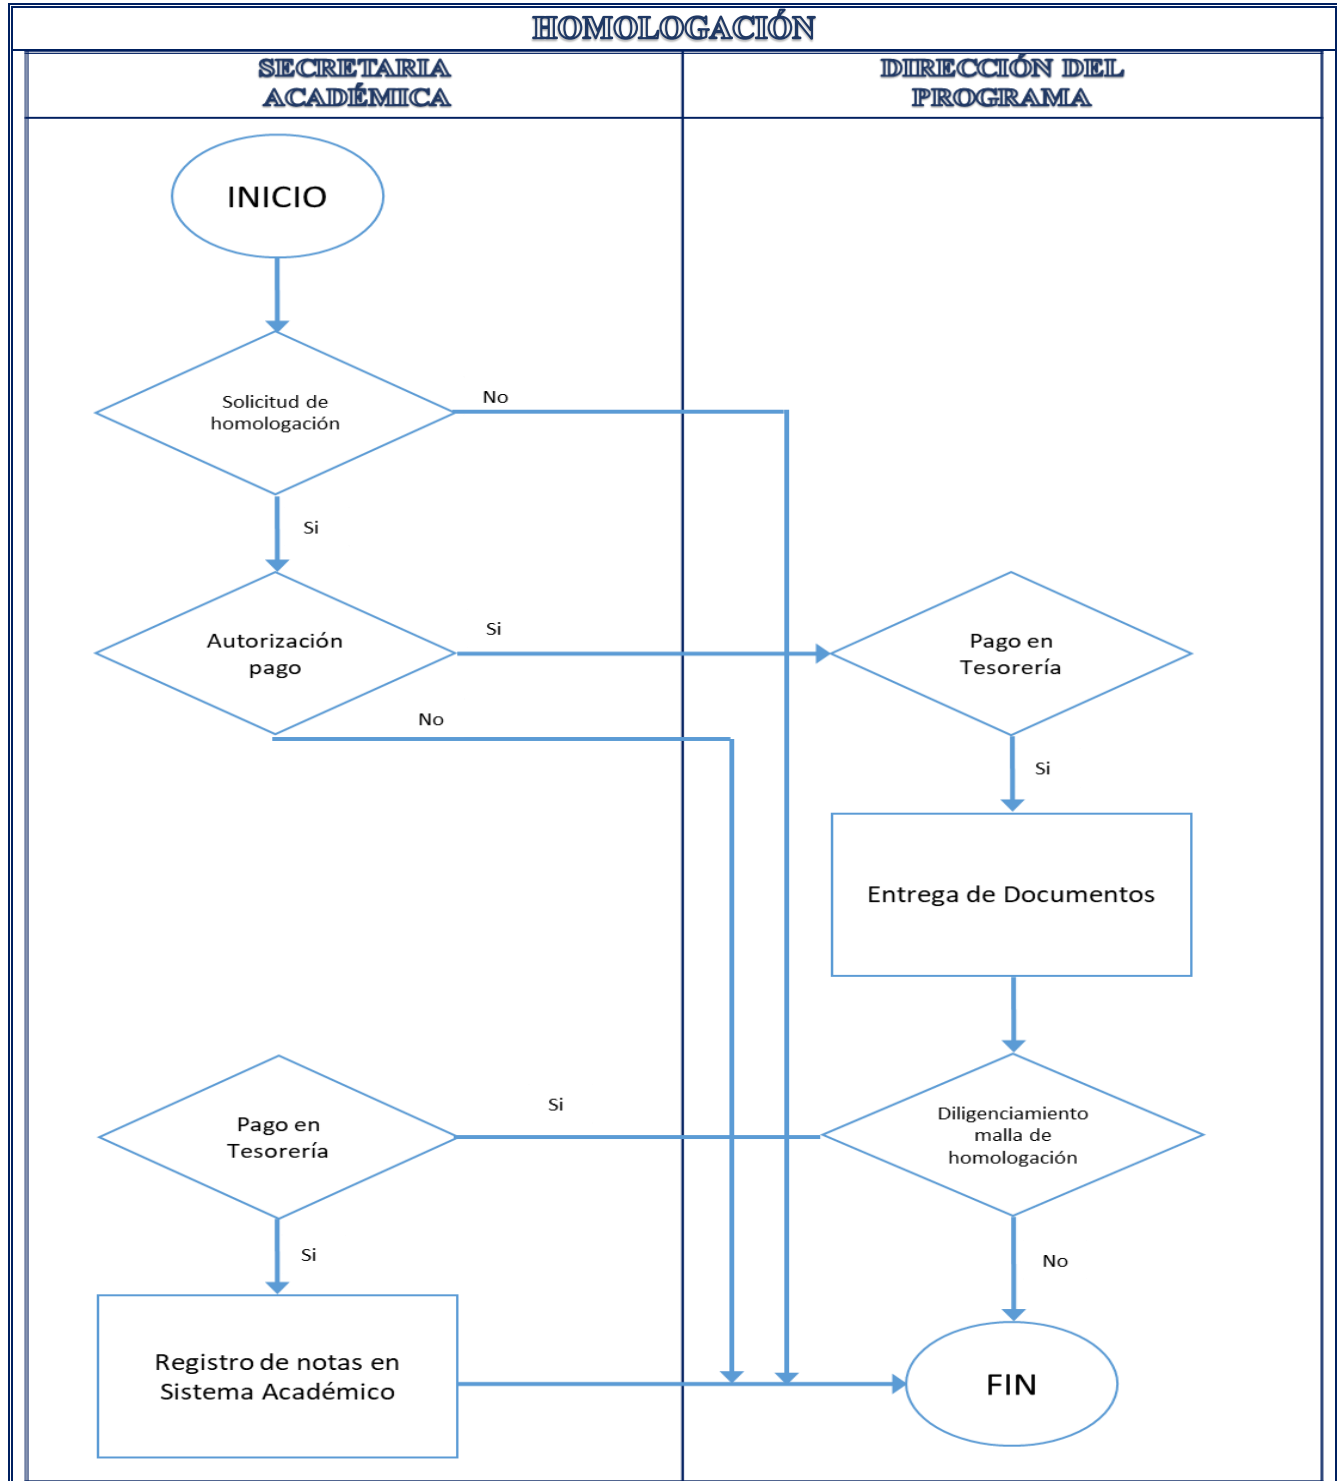 HOMOLOGACIÓN
SECRETARIA
ACADÉMICA
DIRECCIÓN DEL
PROGRAMA
INICIO
Solicitud de
homologación
No
Si
Autorización
pago
Si
Pago en
Tesorería
No
Si
Entrega de Documentos
Pago en
Tesorería
Si
Diligenciamiento
malla de
homologación
Si
No
Registro de notas en
Sistema Académico
FIN